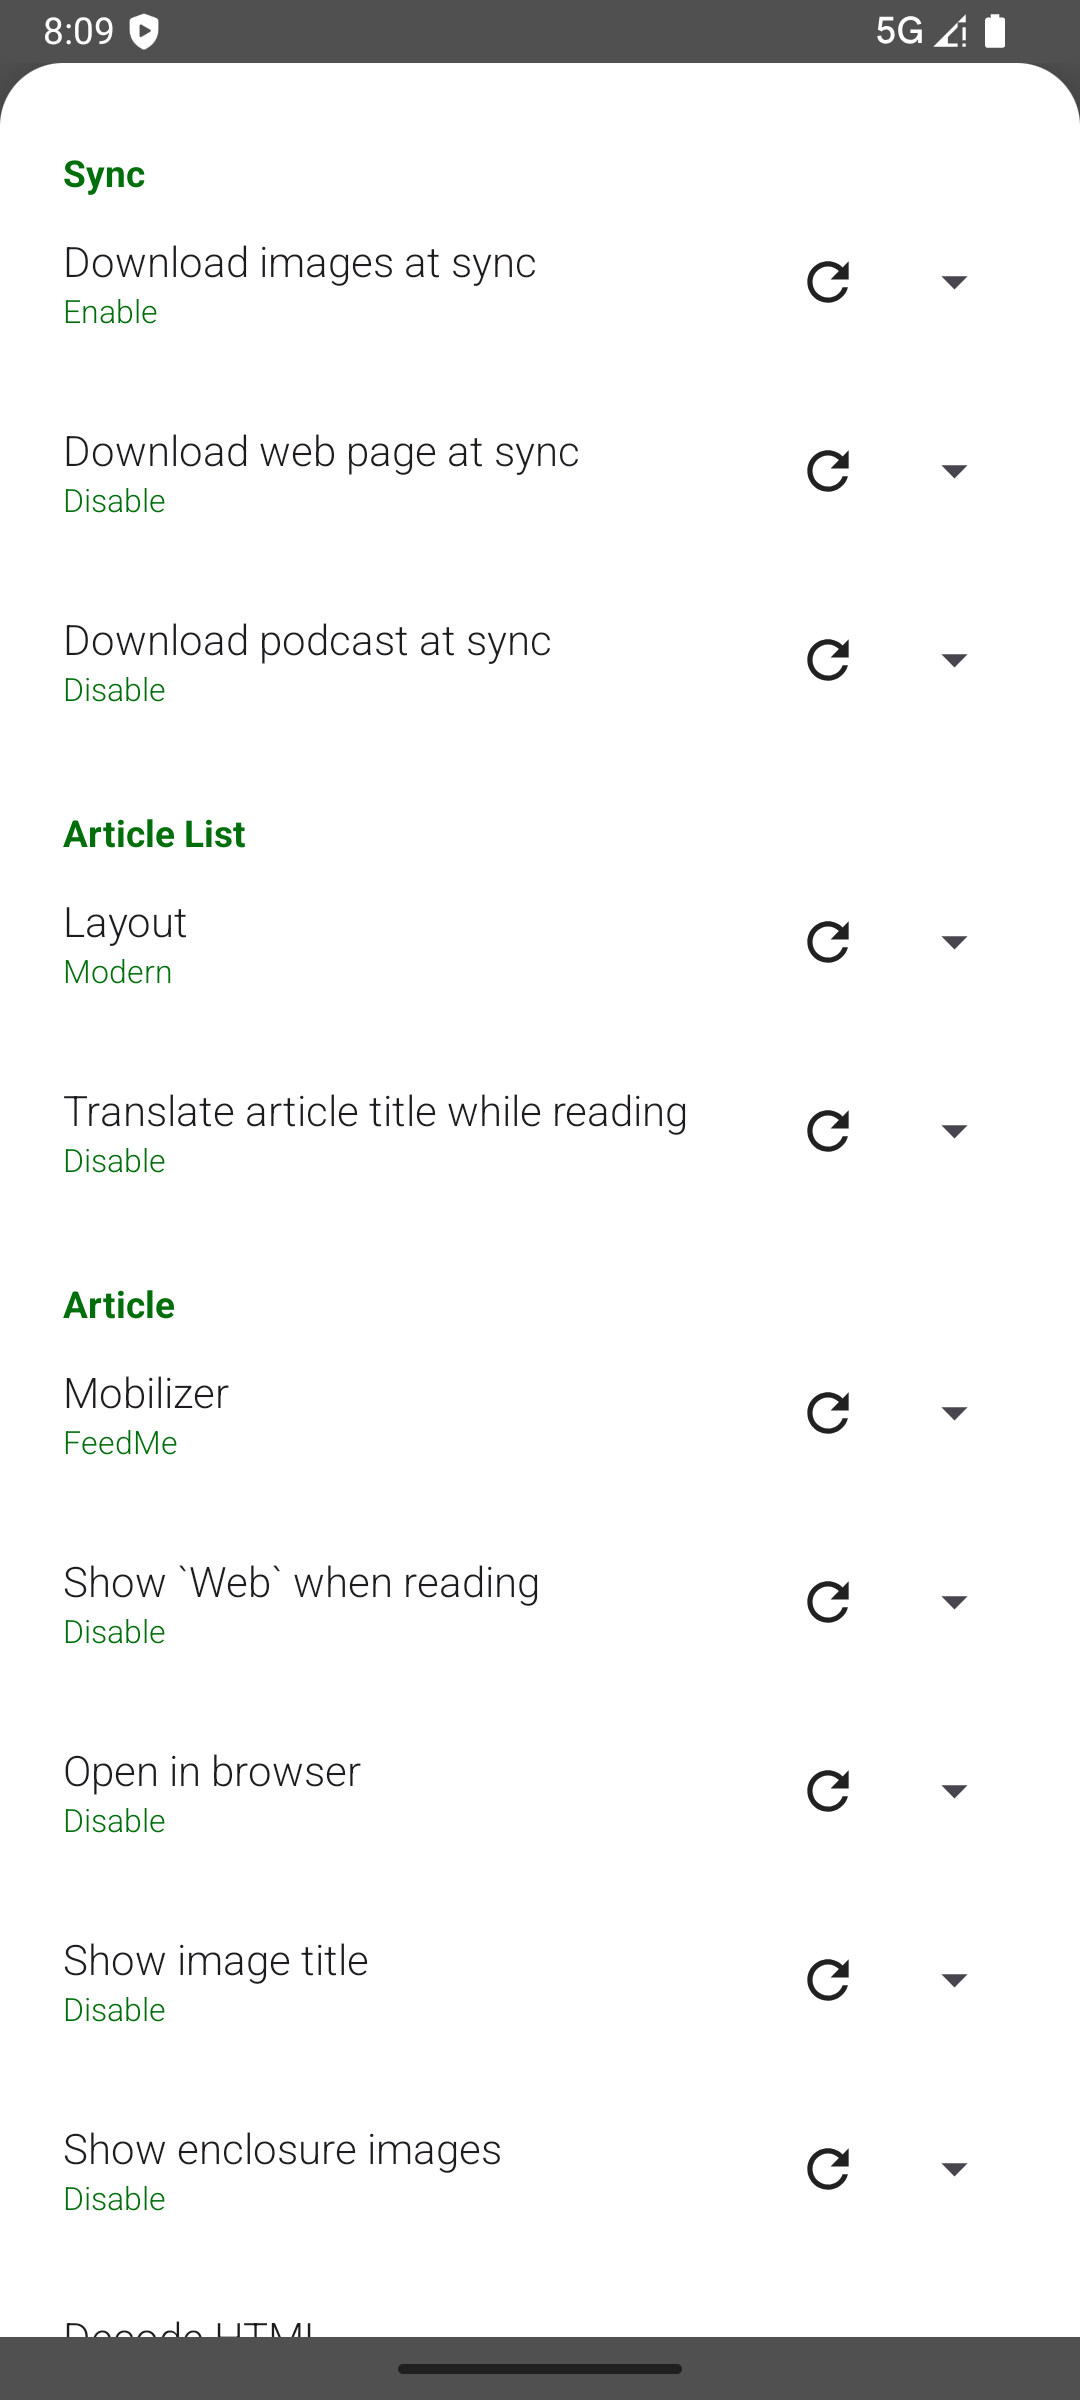 8:09
5G
Sync
Download images at sync
Enable
Download web page at sync
Disable
Download podcast at sync
Disable
Article List
Layout
Modern
Translate article title while reading
Disable
Article
Mobilizer
FeedMe
Show `Web` when reading
Disable
Open in browser
Disable
Show image title
Disable
Show enclosure images
Disable
Decode HTML